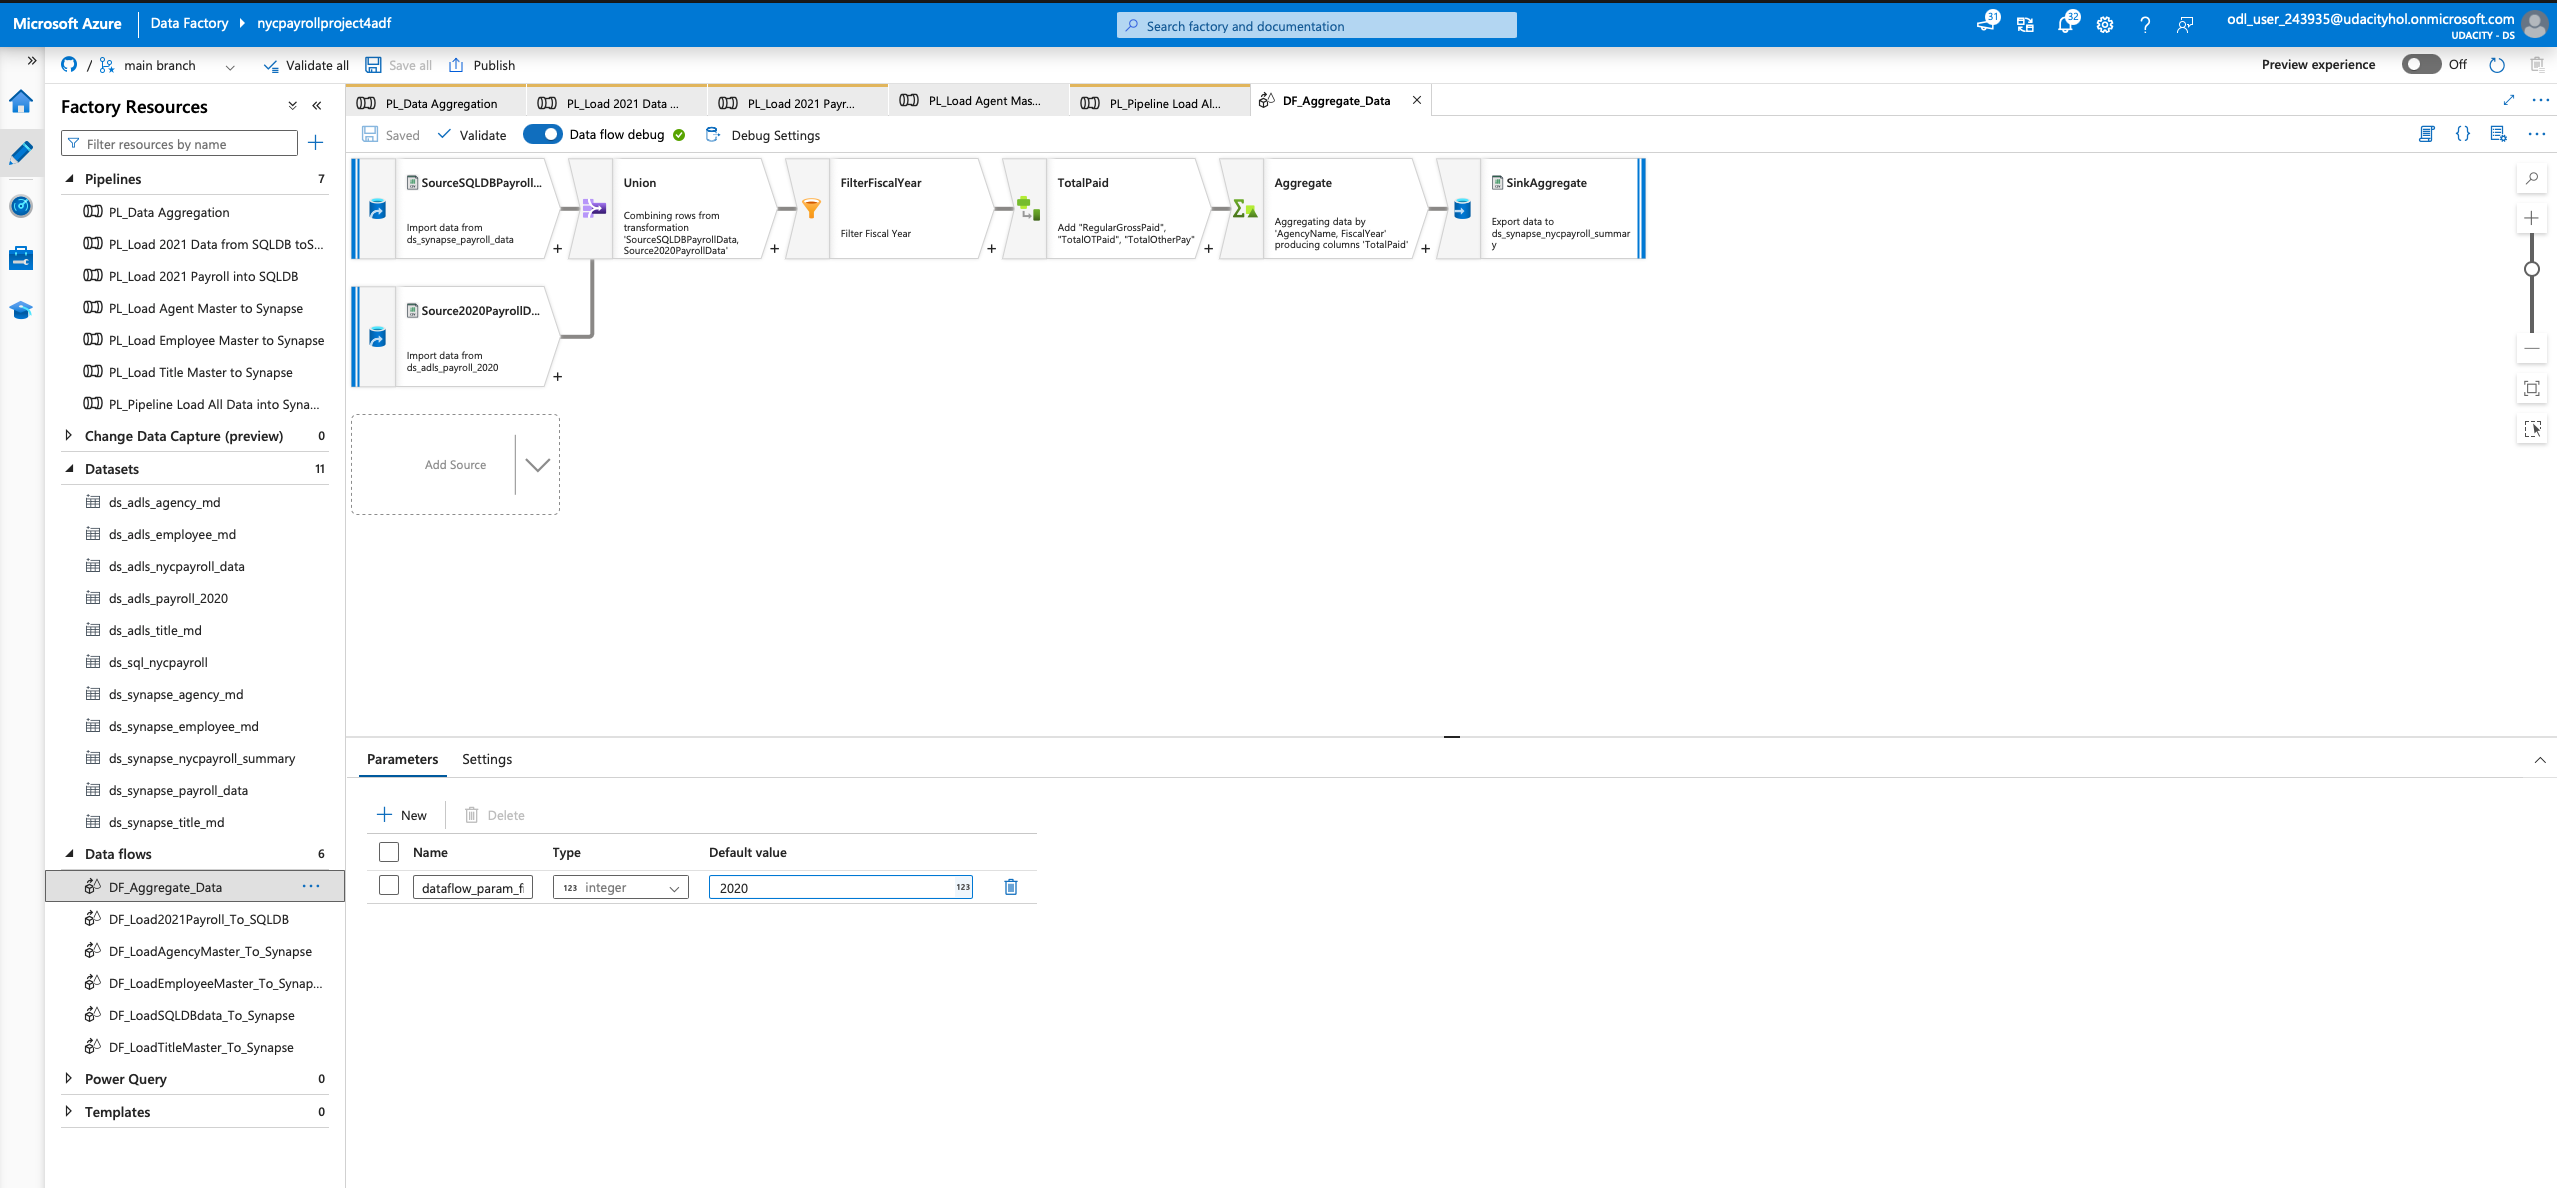 Microsoft Azure
Data Factory
nycpayrollproject4adf
Search factory and documentation
31
32
odl_user_243935@udacityhol.onmicrosoft.com
UDACITY - DS
/
main branch
Validate all
Save all
Publish
Preview experience
Off
Factory Resources
Filter resources by name
Pipelines 7
PL_Data Aggregation
PL_Load 2021 Data from SQLDB toS...
PL_Load 2021 Payroll into SQLDB
PL_Load Agent Master to Synapse
PL_Load Employee Master to Synapse
PL_Load Title Master to Synapse
PL_Pipeline Load All Data into Syna...
Change Data Capture (preview) 0
Datasets 11
ds_adls_agency_md
ds_adls_employee_md
ds_adls_nycpayroll_data
ds_adls_payroll_2020
ds_adls_title_md
ds_sql_nycpayroll
ds_synapse_agency_md
ds_synapse_employee_md
ds_synapse_nycpayroll_summary
ds_synapse_payroll_data
ds_synapse_title_md
Data flows 6
DF_Aggregate_Data
DF_Load2021Payroll_To_SQLDB
DF_LoadAgencyMaster_To_Synapse
DF_LoadEmployeeMaster_To_Synap...
DF_LoadSQLDBdata_To_Synapse
DF_LoadTitleMaster_To_Synapse
Power Query 0
Templates 0
PL_Data Aggregation
PL_Load 2021 Data ...
PL_Load 2021 Payr...
PL_Load Agent Mas...
PL_Pipeline Load Al...
DF_Aggregate_Data
Saved
Validate
Data flow debug
Debug Settings
SourceSQLDBPayroll...
Import data from
ds_synapse_payroll_data
Union
Combining rows from
transformation
'SourceSQLDBPayrollData,
Source2020PayrollData'
FilterFiscalYear
Filter Fiscal Year
TotalPaid
Add "RegularGrossPaid",
"TotalOTPaid", "TotalOtherPay"
Aggregate
Aggregating data by
'AgencyName, FiscalYear'
producing columns 'TotalPaid'
SinkAggregate
Export data to
ds_synapse_nycpayroll_summar
y
Source2020PayrollD...
Import data from
ds_adls_payroll_2020
Add Source
Parameters
Settings
New
Delete
Name Type Default value
dataflow_param_fi 123 integer 2020 123